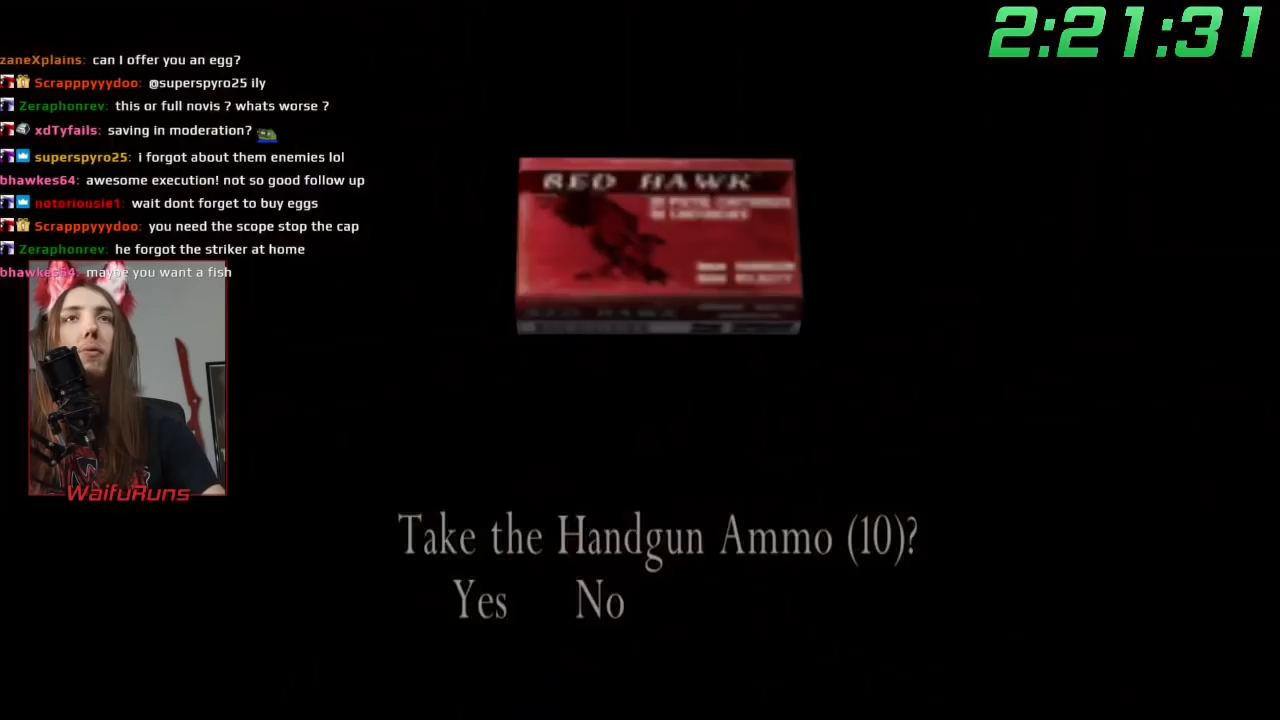 2:21:31
zaneXplains: can I offer you an egg?
Scrapppyyydoo: @superspyro25 ily
Zeraphonrev: this or full novis ? whats worse ?
xdTyfails: saving in moderation?
superspyro25: i forgot about them enemies lol
bhawkes64: awesome execution! not so good follow up
notoriousie1: wait dont forget to buy eggs
Scrapppyyydoo: you need the scope stop the cap
Zeraphonrev: he forgot the striker at home
bhawkes64: maybe you want a fish
RED HAWK
RED HAWK
WaifuRuns
Take the Handgun Ammo (10)?
Yes No